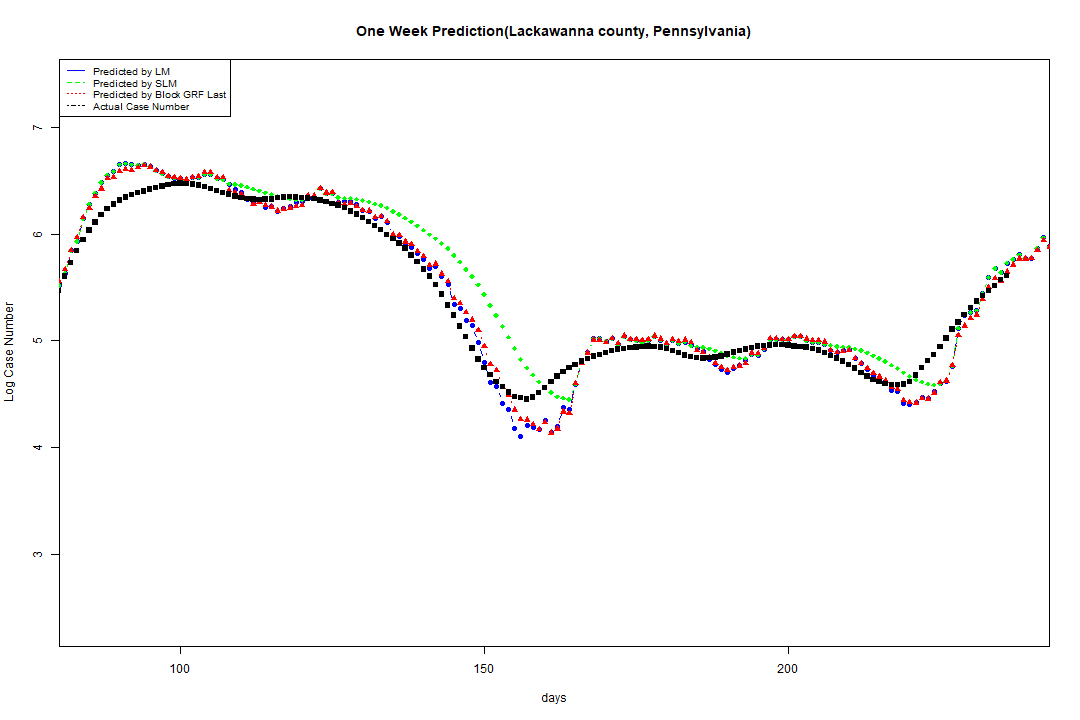 One Week Prediction(Lackawanna county, Pennsylvania)
Predicted by LM
Predicted by SLM
Predicted by Block GRF Last
Actual Case Number
7
6
5
4
3
Log Case Number
100 150 200
days